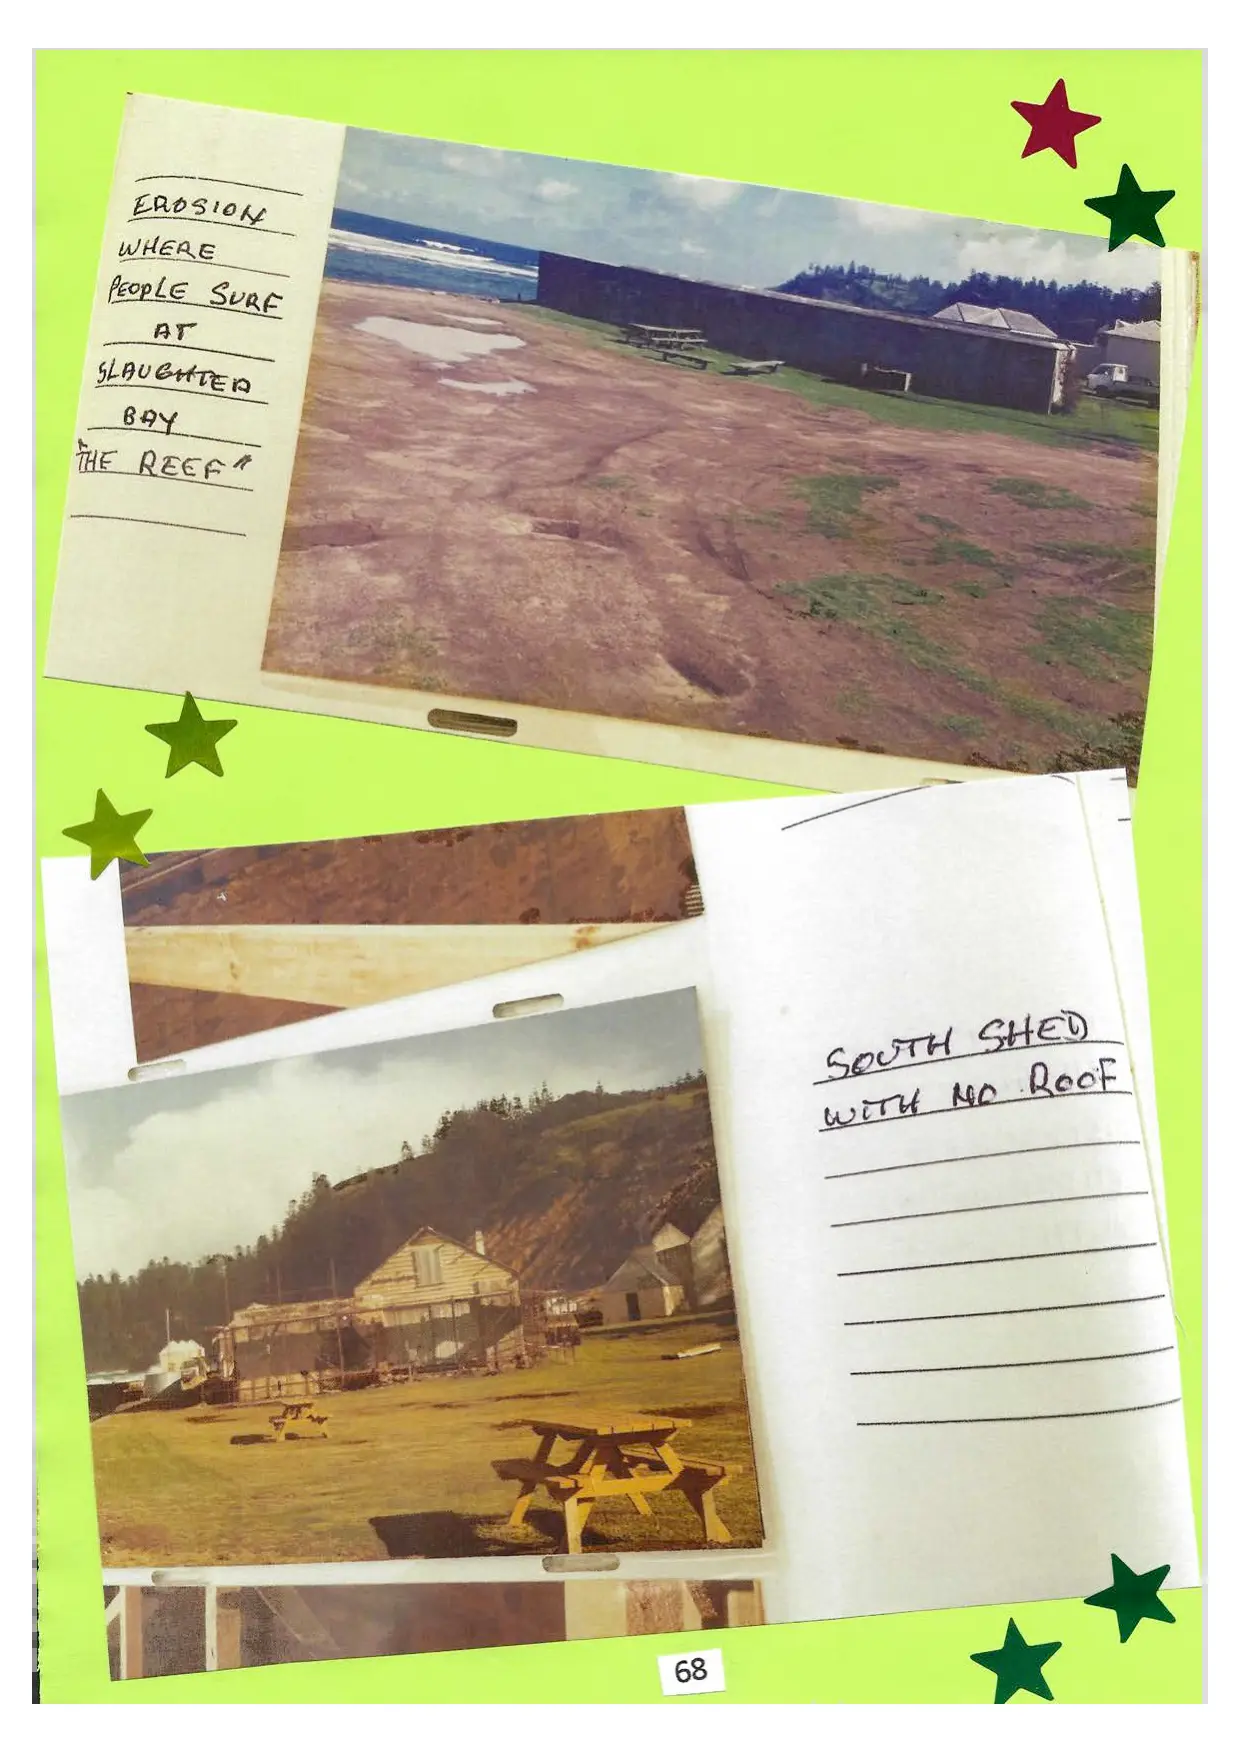 EROSION
WHERE
PEOPLE SURF
AT
SLAUGHTER
BAY
"THE REEF"
SOUTH SHED
WITH NO ROOF
68